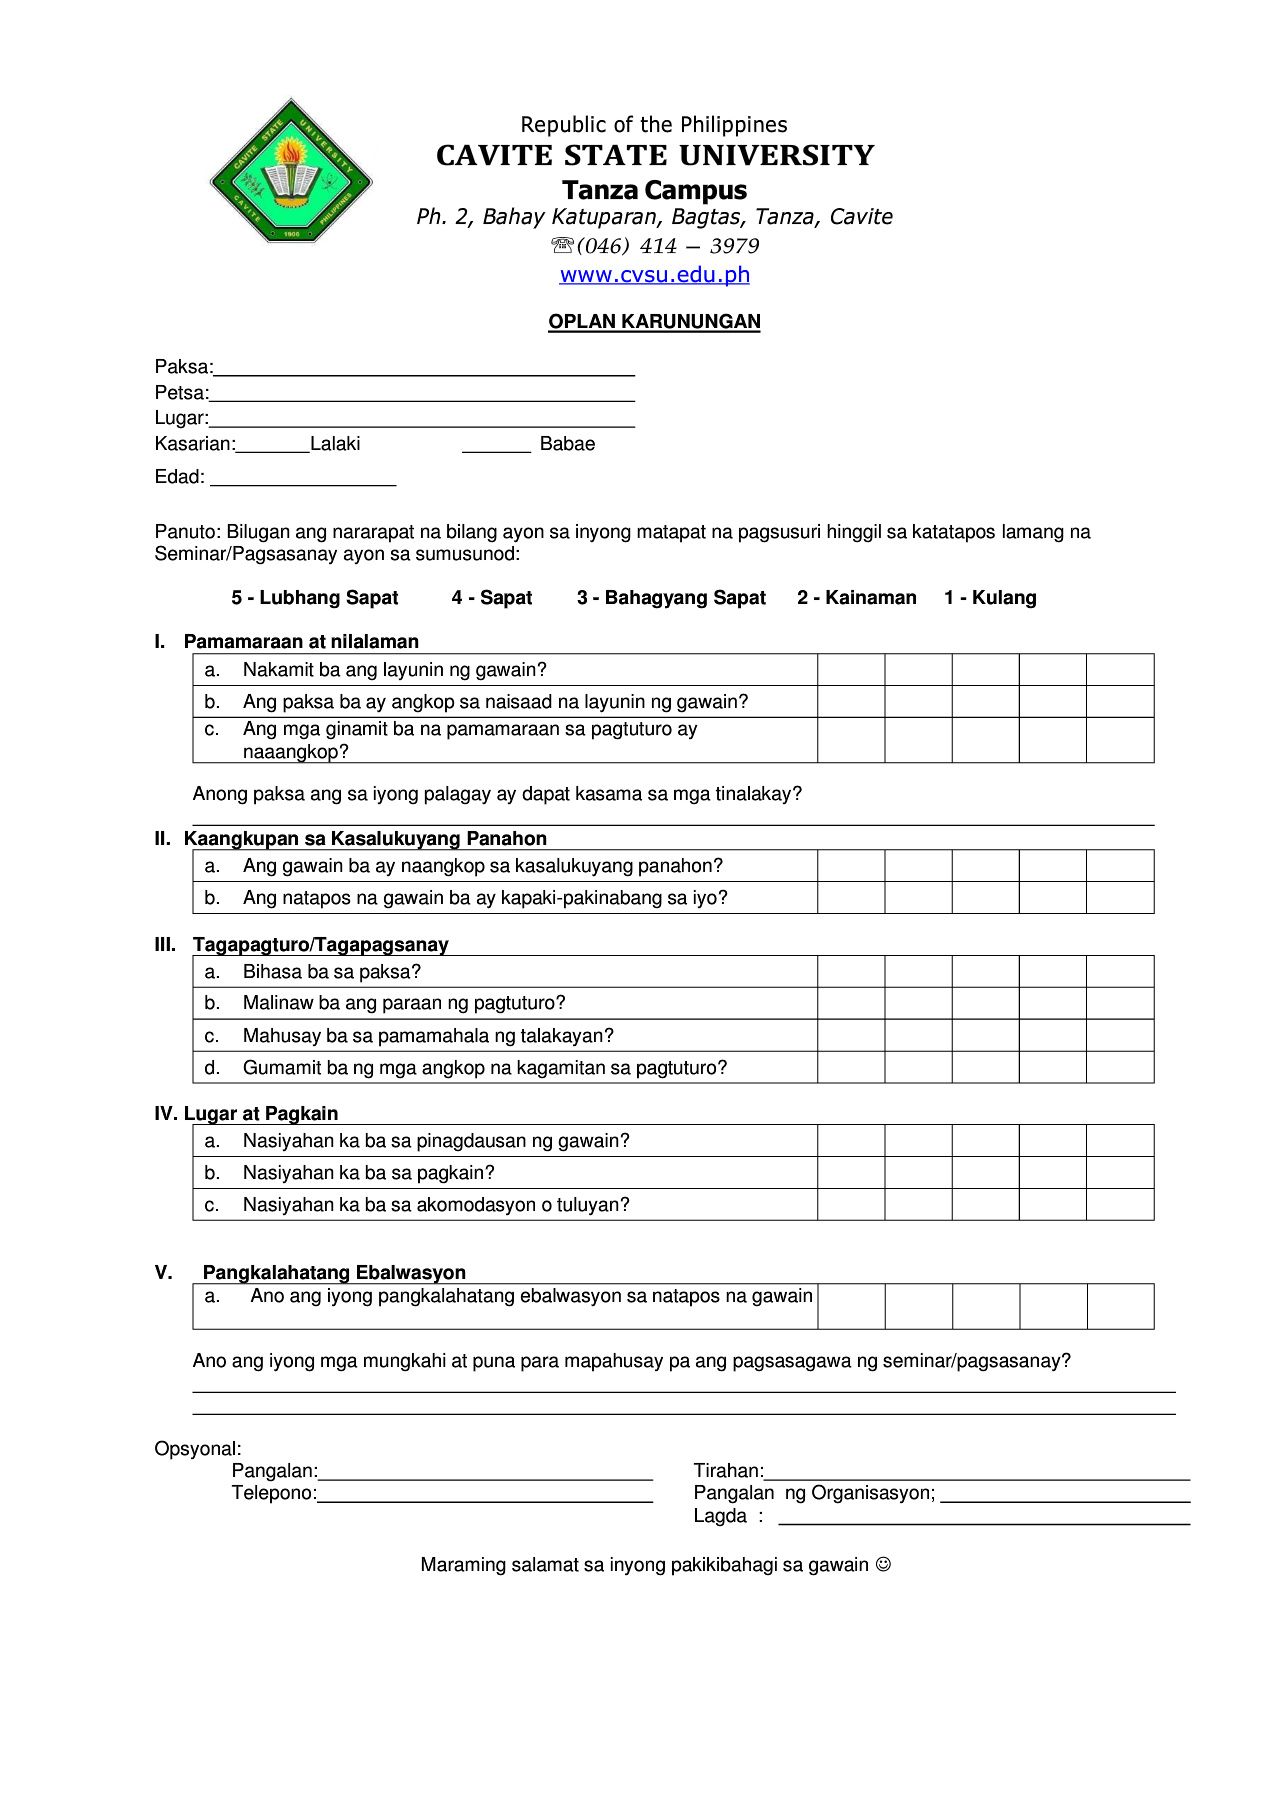 CAVITE STATE UNIVERSITY
CAVITE PHILIPPINES
1906
Republic of the Philippines
CAVITE STATE UNIVERSITY
Tanza Campus
Ph. 2, Bahay Katuparan, Bagtas, Tanza, Cavite
☏(046) 414 – 3979
www.cvsu.edu.ph
OPLAN KARUNUNGAN
Paksa:
Petsa:
Lugar:
Kasarian:_______Lalaki _______ Babae
Edad:
Panuto: Bilugan ang nararapat na bilang ayon sa inyong matapat na pagsusuri hinggil sa katatapos lamang na
Seminar/Pagsasanay ayon sa sumusunod:
5 - Lubhang Sapat 4 - Sapat 3 - Bahagyang Sapat 2 - Kainaman 1 - Kulang
I. Pamamaraan at nilalaman
a. Nakamit ba ang layunin ng gawain?
b. Ang paksa ba ay angkop sa naisaad na layunin ng gawain?
c. Ang mga ginamit ba na pamamaraan sa pagtuturo ay
naaangkop?
Anong paksa ang sa iyong palagay ay dapat kasama sa mga tinalakay?
II. Kaangkupan sa Kasalukuyang Panahon
a. Ang gawain ba ay naangkop sa kasalukuyang panahon?
b. Ang natapos na gawain ba ay kapaki-pakinabang sa iyo?
III. Tagapagturo/Tagapagsanay
a. Bihasa ba sa paksa?
b. Malinaw ba ang paraan ng pagtuturo?
c. Mahusay ba sa pamamahala ng talakayan?
d. Gumamit ba ng mga angkop na kagamitan sa pagtuturo?
IV. Lugar at Pagkain
a. Nasiyahan ka ba sa pinagdausan ng gawain?
b. Nasiyahan ka ba sa pagkain?
c. Nasiyahan ka ba sa akomodasyon o tuluyan?
V. Pangkalahatang Ebalwasyon
a. Ano ang iyong pangkalahatang ebalwasyon sa natapos na gawain
Ano ang iyong mga mungkahi at puna para mapahusay pa ang pagsasagawa ng seminar/pagsasanay?
Opsyonal:
Pangalan: Tirahan:
Telepono: Pangalan ng Organisasyon;
Lagda :
Maraming salamat sa inyong pakikibahagi sa gawain ☺